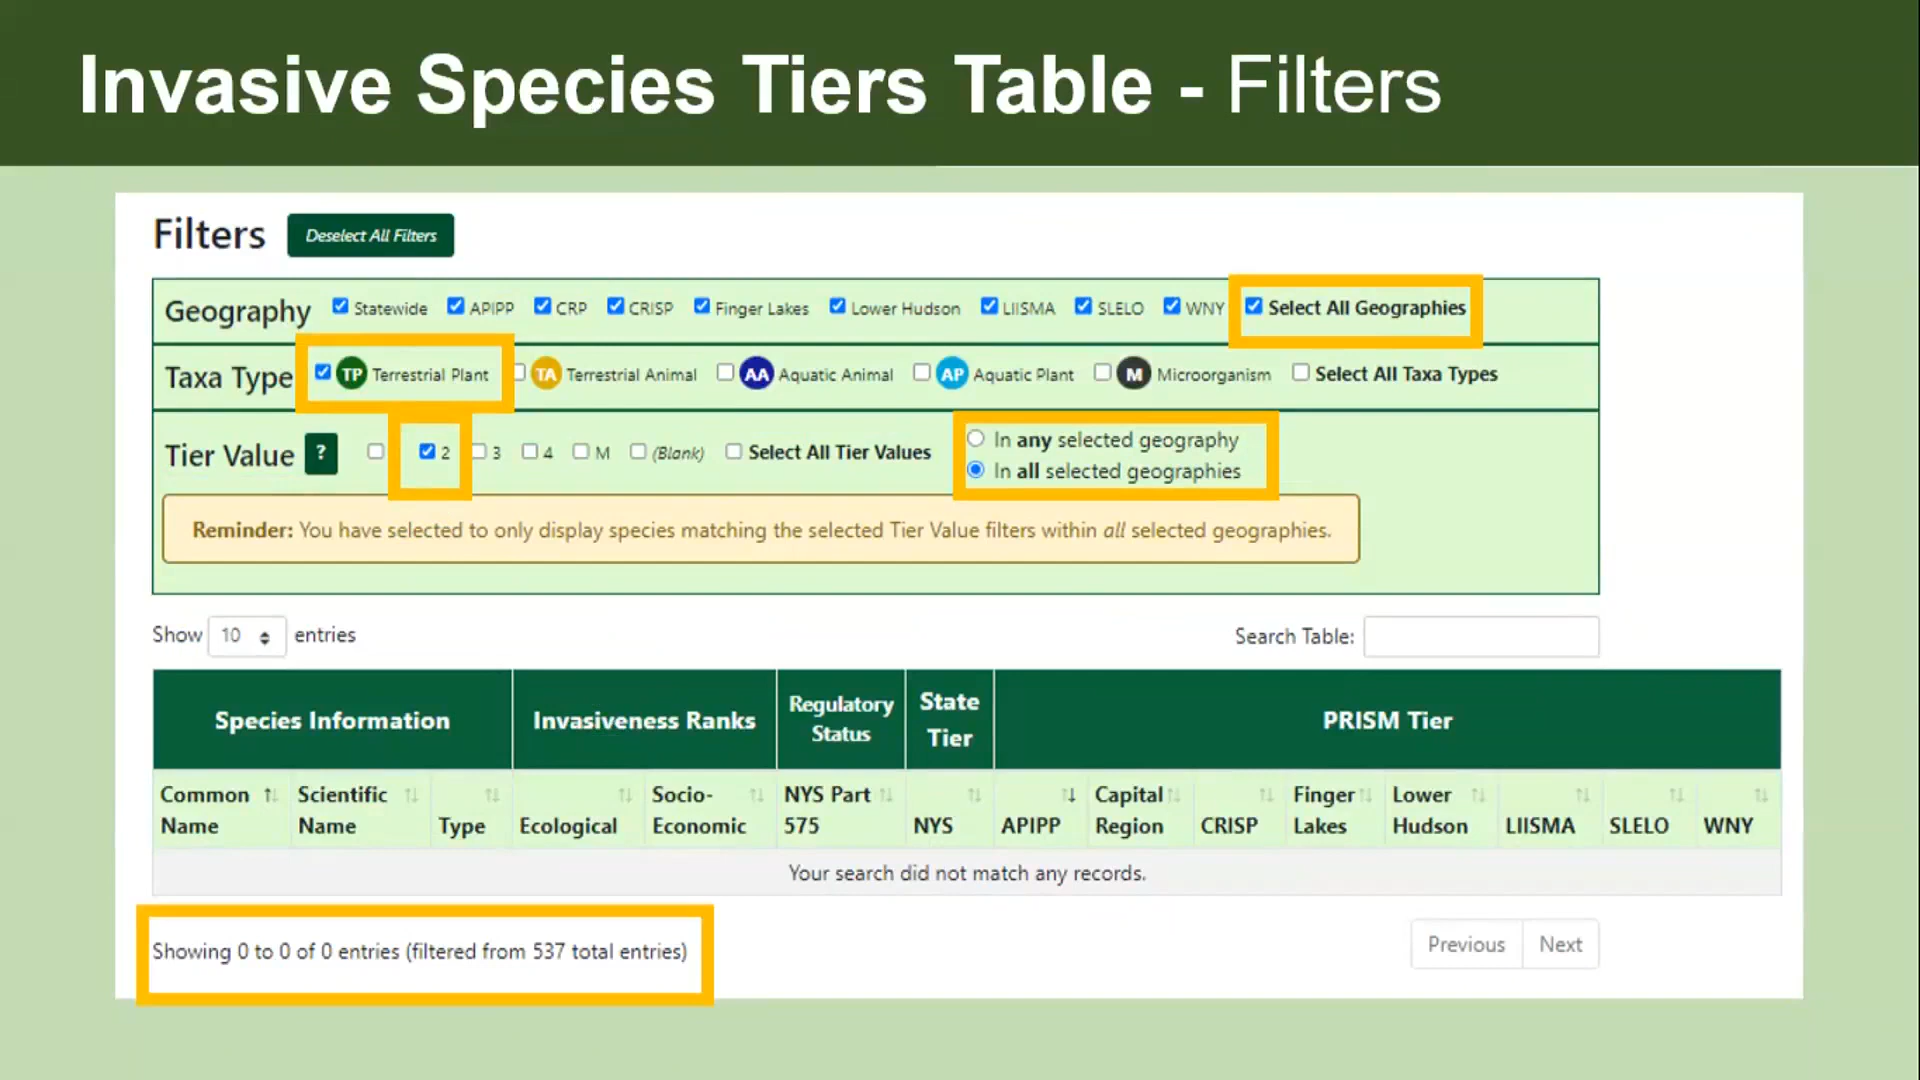 Invasive Species Tiers Table - Filters
Filters Deselect All Filters
Geography Statewide APIPP CRP CRISP Finger Lakes Lower Hudson LIISMA SLELO WNY Select All Geographies
Taxa Type TP Terrestrial Plant TA Terrestrial Animal AA Aquatic Animal AP Aquatic Plant M Microorganism Select All Taxa Types
Tier Value ? 2 3 4 M (Blank) Select All Tier Values
In any selected geography
In all selected geographies
Reminder: You have selected to only display species matching the selected Tier Value filters within all selected geographies.
Show 10 entries Search Table:
Species Information Invasiveness Ranks Regulatory Status State Tier PRISM Tier
Common Name Scientific Name Type Ecological Socio-Economic NYS Part 575 NYS APIPP Capital Region CRISP Finger Lakes Lower Hudson LIISMA SLELO WNY
Your search did not match any records.
Showing 0 to 0 of 0 entries (filtered from 537 total entries) Previous Next